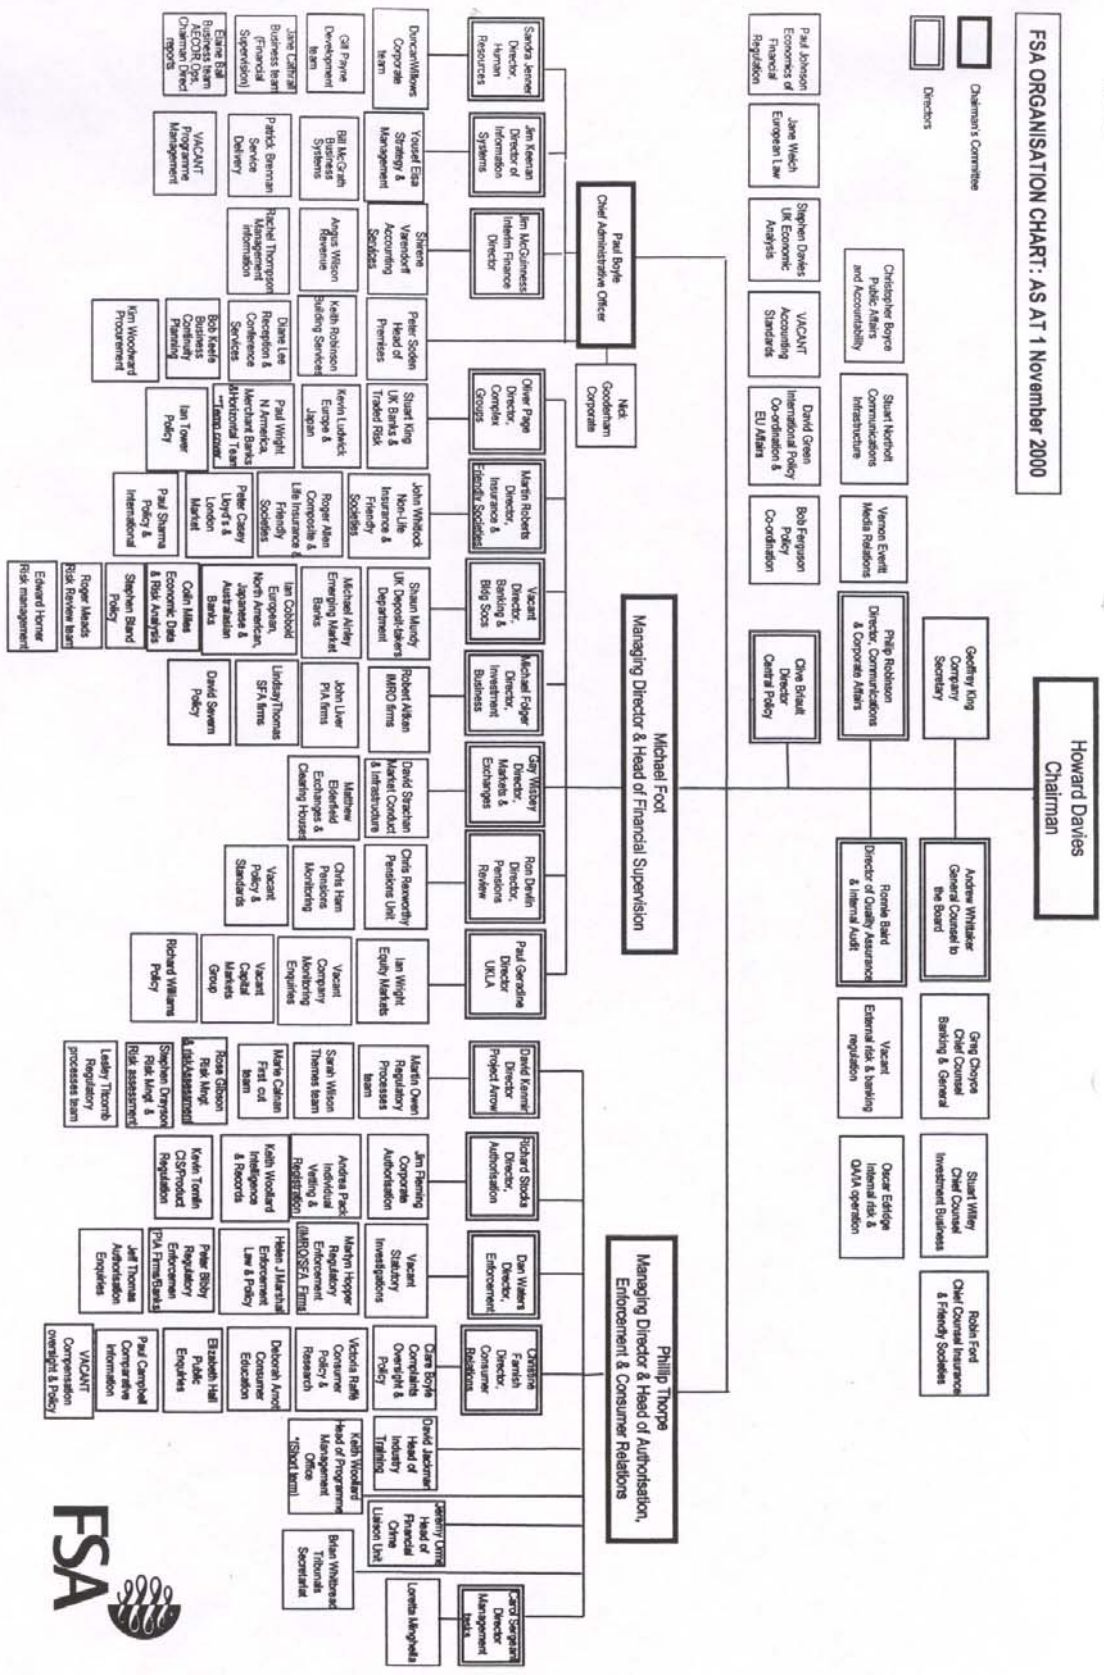 FSA ORGANISATION CHART: AS AT 1 November 2000
Chairman's Committee
Directors
Howard Davies
Chairman
Geoffrey King
Company
Secretary
Andrew Whittaker
General Counsel to
the Board
Greg Choyce
Chief Counsel
Banking & General
Stuart Willey
Chief Counsel
Investment Business
Robin Ford
Chief Counsel Insurance
& Friendly Societies
Christopher Boyce
Public Affairs
and Accountability
Stuart Northolt
Communications
Infrastructure
Vernon Everitt
Media Relations
Philip Robinson
Director, Communications
& Corporate Affairs
Ronnie Baird
Director of Quality Assurance
& Internal Audit
Vacant
External risk & banking
regulation
Oscar Edridge
Internal risk &
QA/IA operation
Paul Johnson
Economics of
Financial
Regulation
Jane Welch
European Law
Stephen Davies
UK Economic
Analysis
VACANT
Accounting
Standards
David Green
International Policy
Co-ordination &
EU Affairs
Bob Ferguson
Policy
Co-ordination
Clive Briault
Director
Central Policy
Paul Boyle
Chief Administrative Officer
Nick
Gooderham
Corporate
Michael Foot
Managing Director & Head of Financial Supervision
Phillip Thorpe
Managing Director & Head of Authorisation,
Enforcement & Consumer Relations
Sandra Jenner
Director,
Human
Resources
Duncan Willows
Corporate
team
Gill Payne
Development
team
Jane Cathrall
Business team
(Financial
Supervision)
Elaine Ball
Business team
AECOR, Ops,
Chairman Direct
reports
Jim Keenan
Director of
Information
Systems
Yousef Eisa
Strategy &
Management
Bill McGrath
Business
Systems
Patrick Brennan
Service
Delivery
VACANT
Programme
Management
Jim McGuinness
Interim Finance
Director
Shirene
Varendorff
Accounting
Services
Angus Wilson
Revenue
Rachel Thompson
Management
information
Peter Soden
Head of
Premises
Keith Robinson
Building Services
Diane Lee
Reception &
Conference
Services
Bob Keefe
Business
Continuity
Planning
Kim Woodward
Procurement
Oliver Page
Director,
Complex
Groups
Stuart King
UK Banks &
Traded Risk
Kevin Ludwick
Europe &
Japan
Paul Wright
N America,
Merchant Banks
&Horizontal Team
**Temp cover
Ian Tower
Policy
Martin Roberts
Director,
Insurance &
Friendly Societies
John Whitlock
Non-Life
Insurance &
Friendly
Societies
Roger Allen
Composite &
Life Insurance &
Friendly
Societies
Peter Casey
Lloyd's &
London
Market
Paul Sharma
Policy &
International
Vacant
Director,
Banking &
Bldg Socs
Shaun Mundy
UK Deposit-takers
Department
Michael Ainley
Emerging Market
Banks
Ian Cobbold
European,
North American,
Japanese &
Australasian
Banks
Colin Miles
Economic Data
& Risk Analysis
Stephen Bland
Policy
Roger Meads
Risk Review team
Edward Horner
Risk management
Michael Folger
Director,
Investment
Business
Robert Aitken
IMRO firms
John Liver
PIA firms
Lindsay Thomas
SFA firms
David Severn
Policy
Gay Wisbey
Director,
Markets &
Exchanges
David Strachan
Market Conduct
& Infrastructure
Matthew
Elderfield
Exchanges &
Clearing Houses
Ron Devlin
Director,
Pensions
Review
Chris Rexworthy
Pensions Unit
Chris Ham
Pensions
Monitoring
Vacant
Policy &
Standards
Paul Geradine
Director
UKLA
Ian Wright
Equity Markets
Vacant
Company
Monitoring
Enquiries
Vacant
Capital
Markets
Group
Richard Williams
Policy
David Kenmir
Director
Project Arrow
Martin Owen
Regulatory
Processes
team
Sarah Wilson
Themes team
Marie Calnan
First cut
team
Rose Gibson
Risk Mngt
& riskAssessment
Stephen Drayson
Risk Mngt &
Risk assessment
Lesley Titcomb
Regulatory
processes team
Richard Stocks
Director,
Authorisation
Jim Fleming
Corporate
Authorisation
Andrea Pack
Individual
Vetting &
Registration
Keith Woollard
Intelligence
& Records
Kevin Tomlin
CIS/Product
Regulation
Dan Waters
Director,
Enforcement
Vacant
Statutory
Investigations
Martyn Hopper
Regulatory
Enforcement
(IMRO/SFA Firms)
Helen J Marshall
Enforcement
Law & Policy
Peter Bibby
Regulatory
Enforcemen
(PIA Firms/Banks)
Jeff Thomas
Authorisation
Enquiries
Christine
Farnish
Director,
Consumer
Relations
Clare Boyle
Complaints
Oversight &
Policy
Victoria Raffé
Consumer
Policy &
Research
Deborah Arnott
Consumer
Education
Elizabeth Hall
Public
Enquiries
Paul Campbell
Comparative
Information
VACANT
Compensation
oversight & Policy
David Jackman
Head of
Industry
Training
Keith Woollard
Head of Programme
Management
Office
*(Short term)
Jeremy Orme
Head of
Financial
Crime
Liaison Unit
Brian Whitbread
Tribunals
Secretariat
Carol Sergeant
Director
Management
tasks
Loretta Minghella
FSA